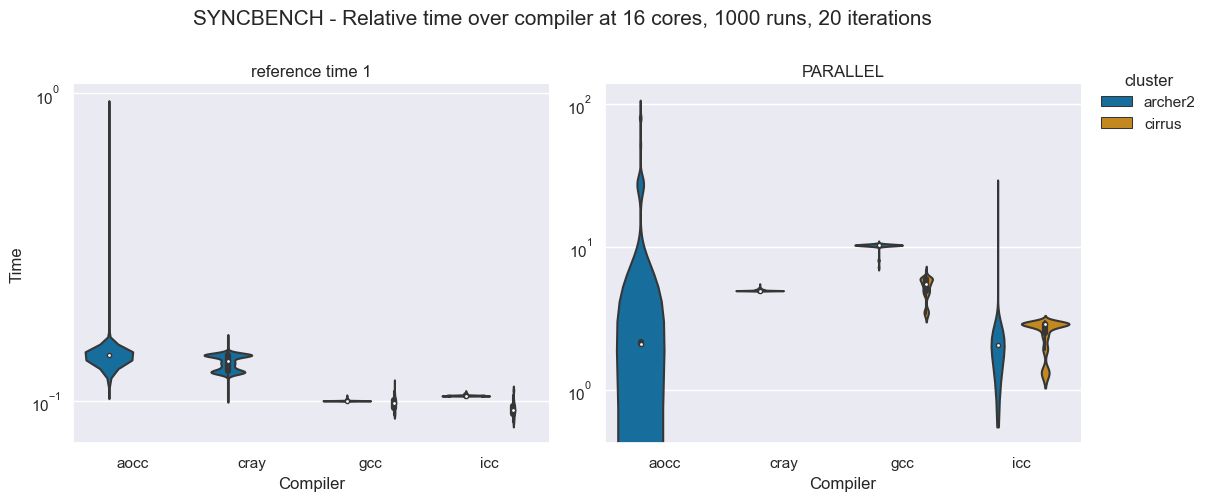 SYNCBENCH - Relative time over compiler at 16 cores, 1000 runs, 20 iterations
reference time 1
PARALLEL
cluster
archer2
cirrus
Time
10⁰
10⁻¹
10²
10¹
10⁰
aocc
cray
gcc
icc
Compiler
aocc
cray
gcc
icc
Compiler